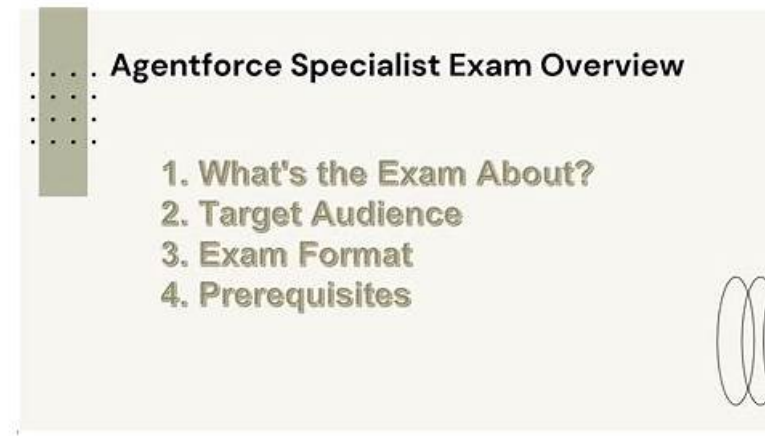 Agentforce Specialist Exam Overview
1. What's the Exam About?
2. Target Audience
3. Exam Format
4. Prerequisites